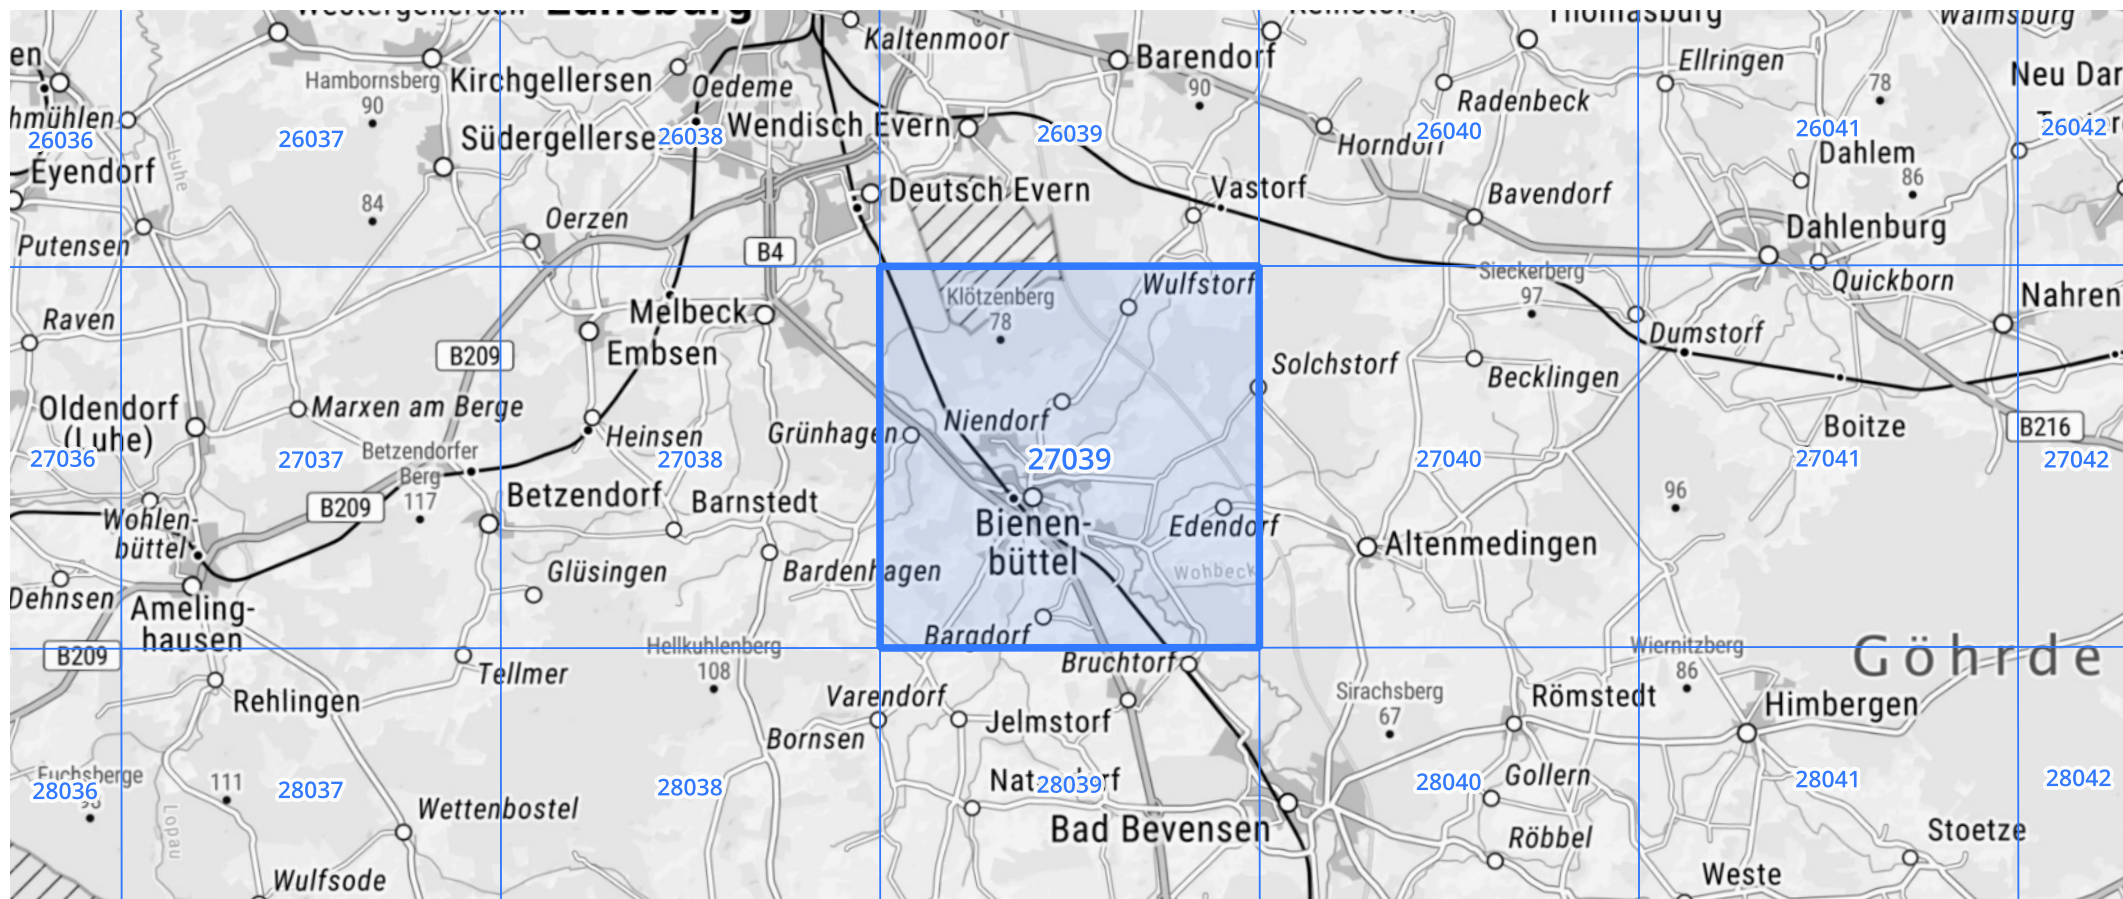 Kaltenmoor
Barendorf
Ellringen
en
Hambornsberg
90
Kirchgellersen
Oedeme
90
Radenbeck
78
Neu Dar
hmühlen
26036
26037
Südergellersen
26038
Wendisch Evern
26039
Horndorf
26040
26041
26042
Luhe
Eyendorf
Dahlem
86
84
Deutsch Evern
Vastorf
Bavendorf
Putensen
Oerzen
B4
Dahlenburg
Raven
Melbeck
Klötzenberg
78
Wulfstorf
Sieckerberg
97
Quickborn
Nahren
B209
Embsen
Solchstorf
Becklingen
Dumstorf
Oldendorf
(Luhe)
Marxen am Berge
Heinsen
Grünhagen
Niendorf
Boitze
B216
27036
27037
Betzendorfer
Berg
117
27038
27039
27040
27041
27042
B209
Betzendorf
Barnstedt
96
Wohlen-
büttel
Bienen-
büttel
Edendorf
Altenmedingen
Dehnsen
Glüsingen
Bardenhagen
Wohbeck
Ameling-
hausen
Bargdorf
B209
Hellkuhlenberg
108
Bruchtorf
Wiernitzberg
86
Göhrde
Tellmer
Rehlingen
Varendorf
Jelmstorf
Sirachsberg
67
Römstedt
Himbergen
Bornsen
Fuchsberge
28036
111
28037
28038
28039
28040
Gollern
28041
28042
Lopau
Wettenbostel
Bad Bevensen
Röbbel
Stoetze
Wulfsode
Weste